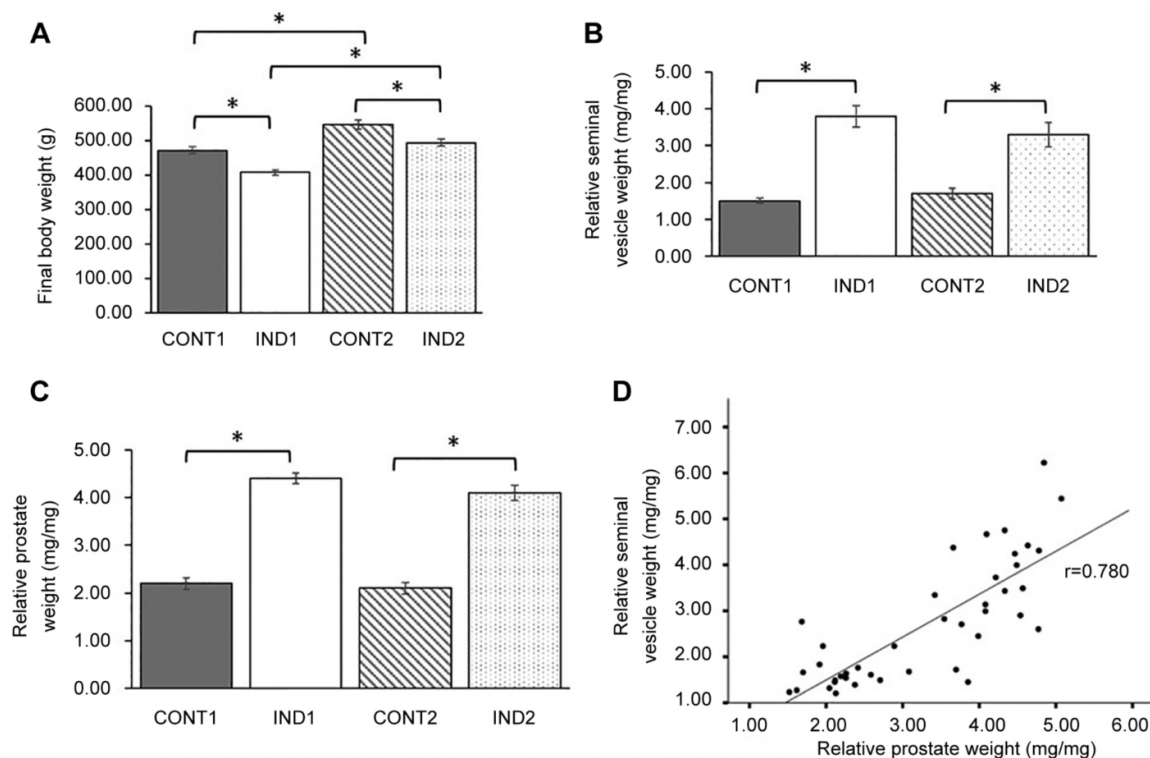 A
*
*
*
*
Final body weight (g)
600.00
500.00
400.00
300.00
200.00
100.00
0.00
CONT1 IND1 CONT2 IND2
B
*
*
Relative seminal
vesicle weight (mg/mg)
5.00
4.00
3.00
2.00
1.00
0.00
CONT1 IND1 CONT2 IND2
C
*
*
Relative prostate
weight (mg/mg)
5.00
4.00
3.00
2.00
1.00
0.00
CONT1 IND1 CONT2 IND2
D
Relative seminal
vesicle weight (mg/mg)
7.00
6.00
5.00
4.00
3.00
2.00
1.00
r=0.780
1.00 2.00 3.00 4.00 5.00 6.00
Relative prostate weight (mg/mg)